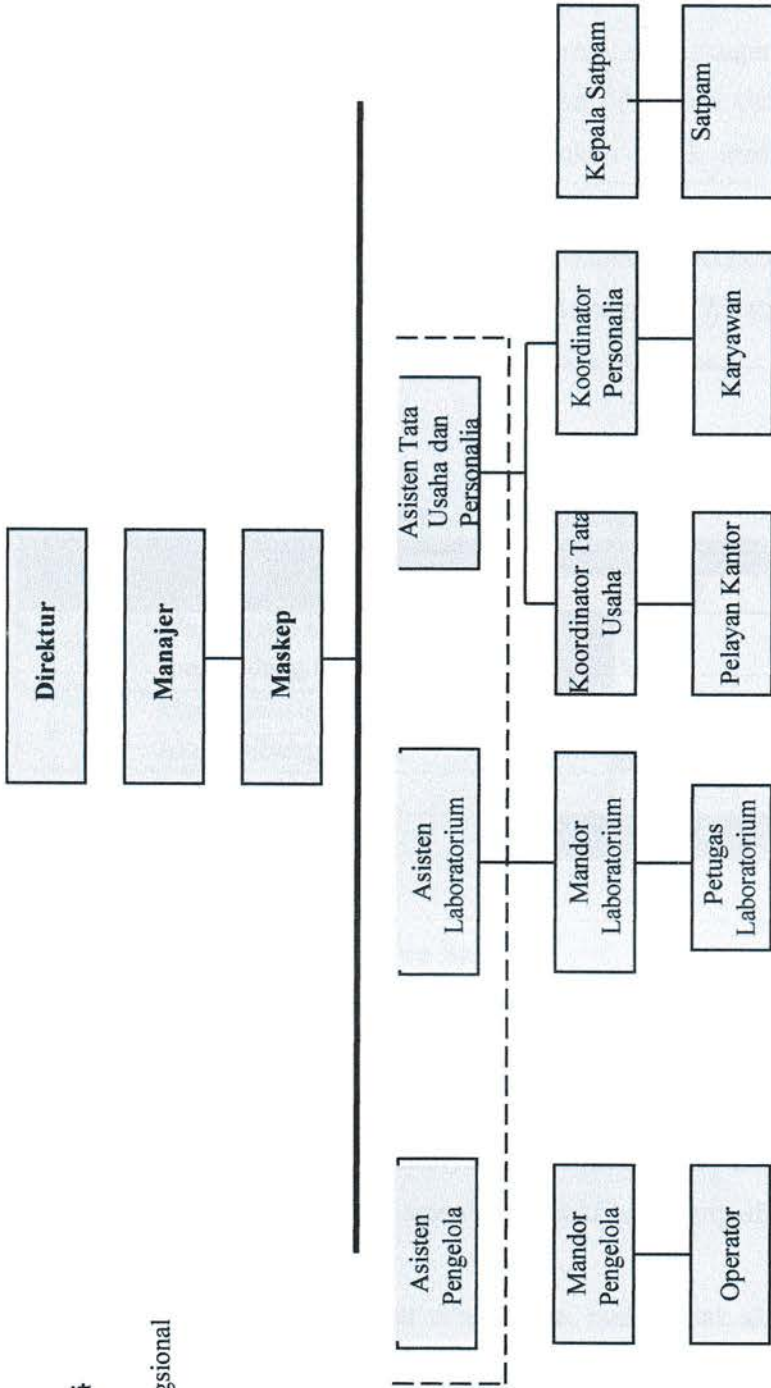 Direktur
Manajer
Maskep
Asisten
Pengelola
Asisten
Laboratorium
Asisten Tata
Usaha dan
Personalia
Mandor
Pengelola
Mandor
Laboratorium
Koordinator Tata
Usaha
Koordinator
Personalia
Kepala Satpam
Operator
Petugas
Laboratorium
Pelayan Kantor
Karyawan
Satpam
gsional